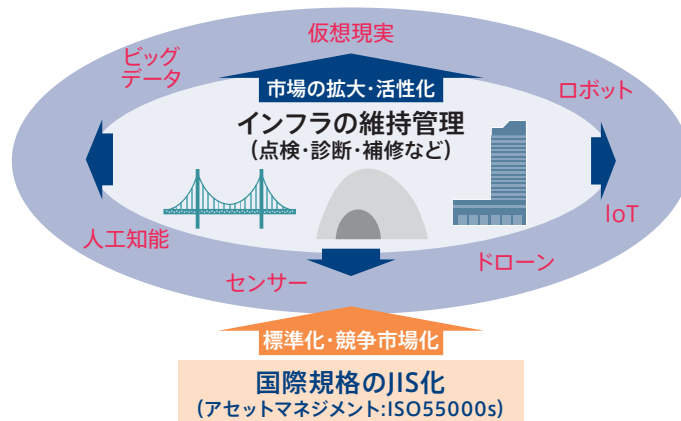 仮想現実
ビッグ
データ
ロボット
市場の拡大・活性化
インフラの維持管理
(点検・診断・補修など)
IoT
人工知能
ドローン
センサー
標準化・競争市場化
国際規格のJIS化
(アセットマネジメント:ISO55000s)